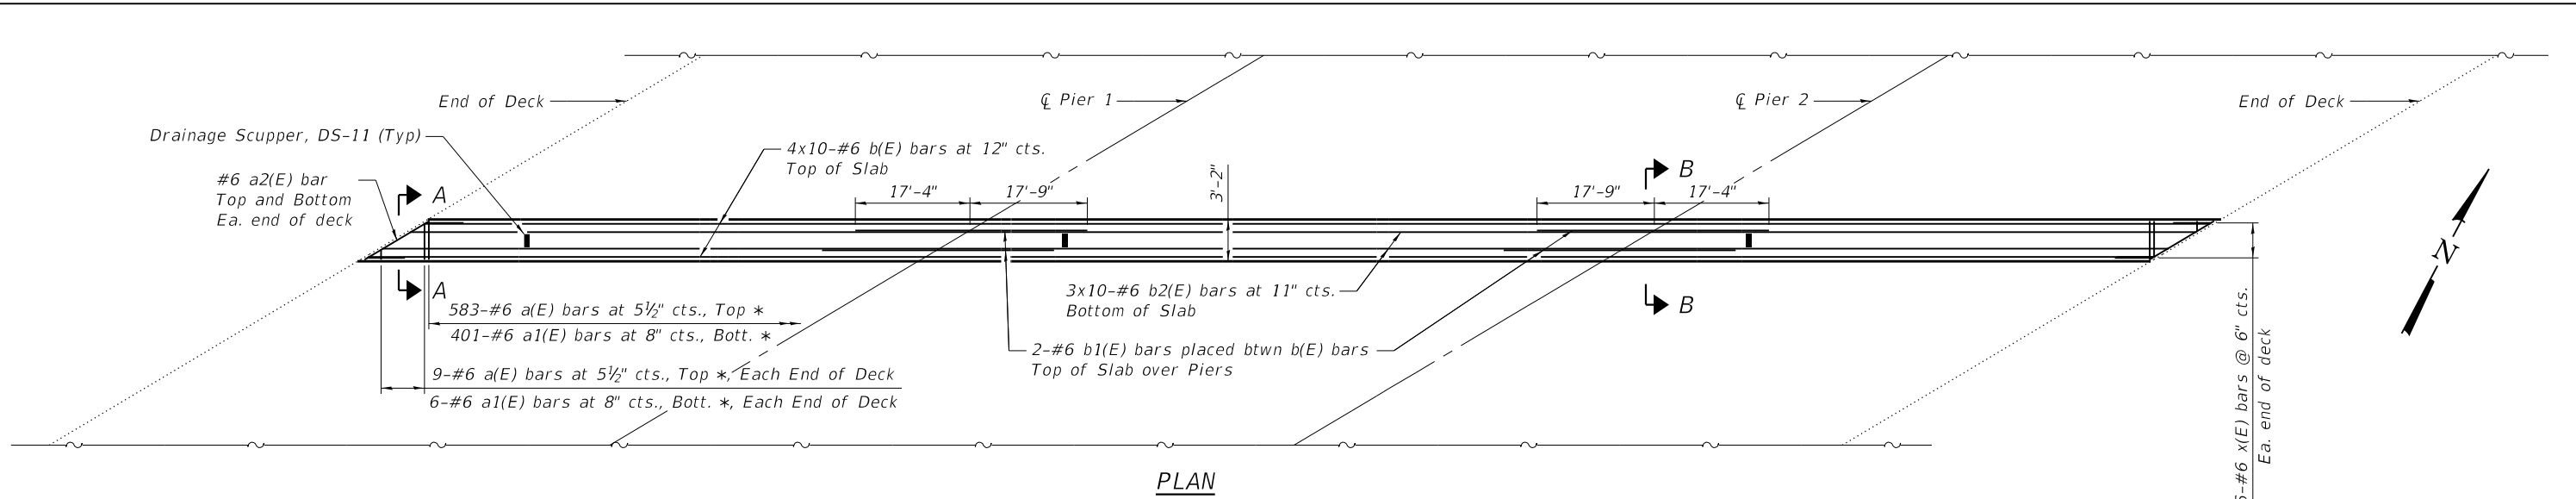 End of Deck
℄ Pier 1
℄ Pier 2
End of Deck
Drainage Scupper, DS-11 (Typ)
4x10-#6 b(E) bars at 12" cts.
Top of Slab
#6 a2(E) bar
Top and Bottom
Ea. end of deck
A
17'-4"
17'-9"
3'-2"
B
17'-9"
17'-4"
A
B
583-#6 a(E) bars at 5½" cts., Top *
401-#6 a1(E) bars at 8" cts., Bott. *
3x10-#6 b2(E) bars at 11" cts.
Bottom of Slab
2-#6 b1(E) bars placed btwn b(E) bars
Top of Slab over Piers
9-#6 a(E) bars at 5½" cts., Top *, Each End of Deck
6-#6 a1(E) bars at 8" cts., Bott. *, Each End of Deck
-#6 x(E) bars @ 6" cts.
Ea. end of deck
N
PLAN